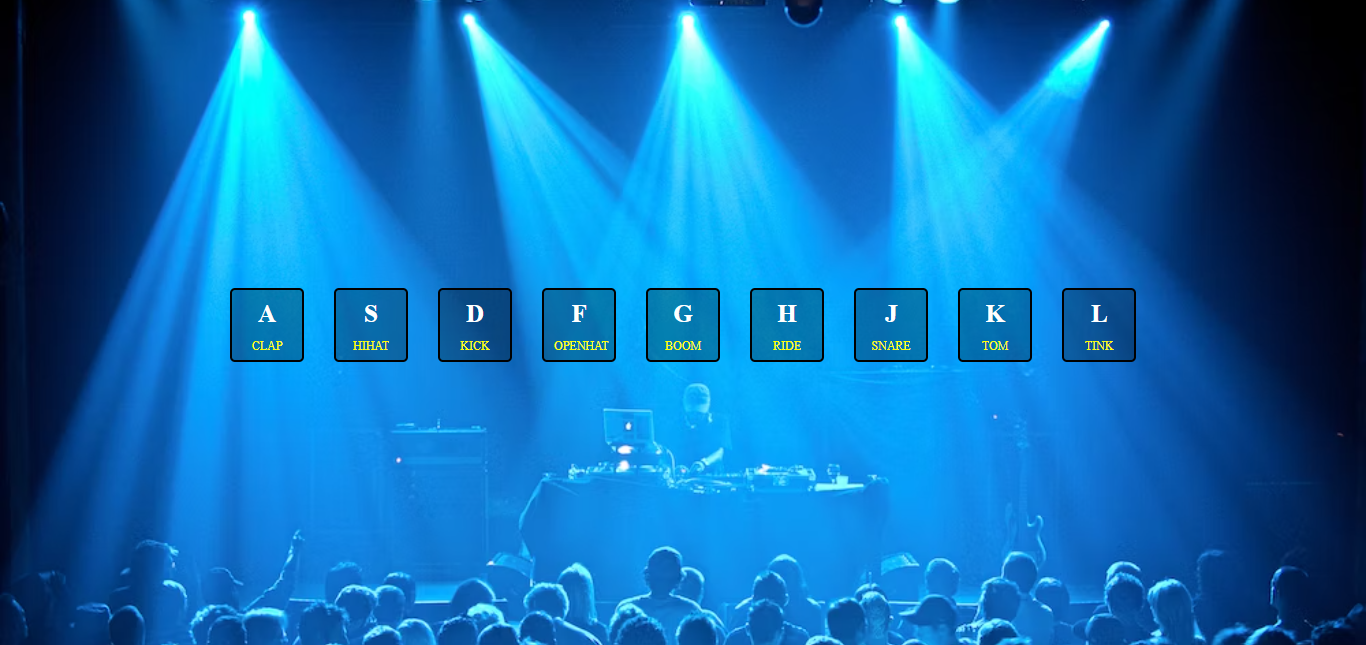 A S D F G H J K L
CLAP HIHAT KICK OPENHAT BOOM RIDE SNARE TOM TINK